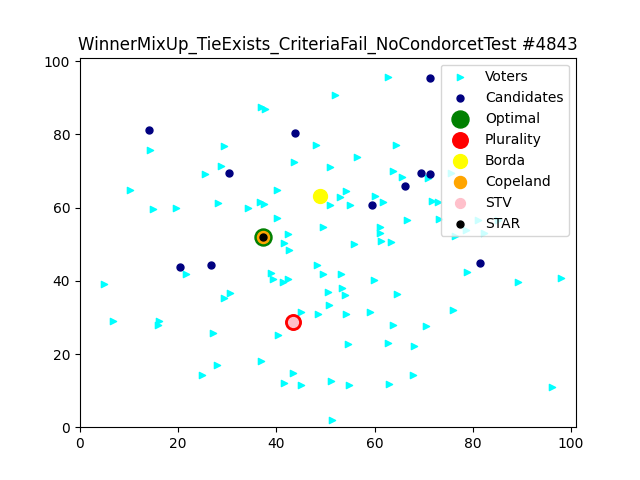 WinnerMixUp_TieExists_CriteriaFail_NoCondorcetTest #4843
100
80
60
40
20
0
0
20
40
60
80
100
Voters
Candidates
Optimal
Plurality
Borda
Copeland
STV
STAR